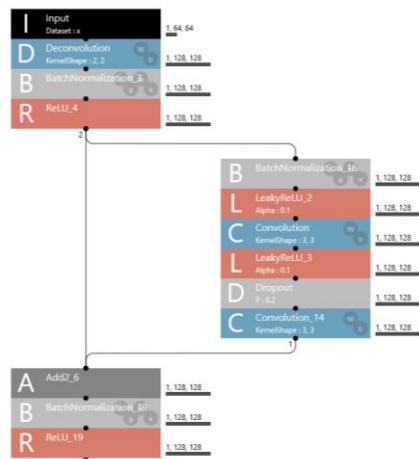 I Input
Dataset : x
1, 64, 64
D Deconvolution
KernelShape : 2, 2
1, 128, 128
B BatchNormalization_3
1, 128, 128
R ReLU_4
1, 128, 128
2
B BatchNormalization_16
1, 128, 128
L LeakyReLU_2
Alpha : 0.1
1, 128, 128
C Convolution
KernelShape : 3, 3
1, 128, 128
L LeakyReLU_3
Alpha : 0.1
1, 128, 128
D Dropout
P : 0.2
1, 128, 128
C Convolution_14
KernelShape : 3, 3
1, 128, 128
1
A Add2_6
1, 128, 128
B BatchNormalization_19
1, 128, 128
R ReLU_19
1, 128, 128